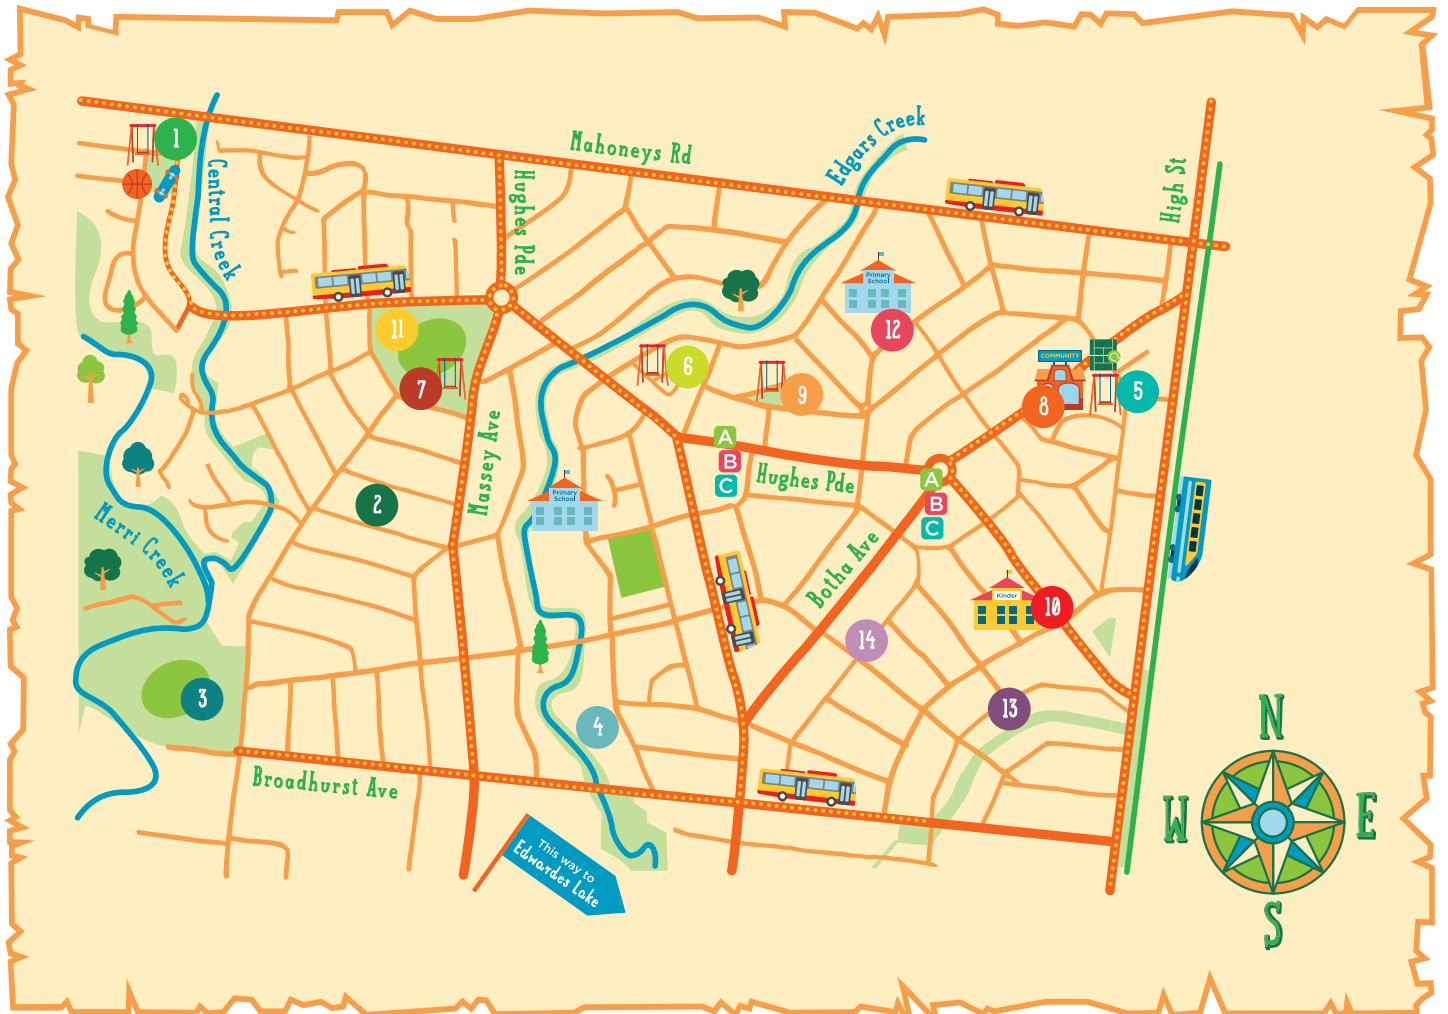 Mahoneys Rd
Edgars Creek
High St
1
Central Creek
Hughes Pde
Primary
School
11
12
COMMUNITY
6
7
9
8
5
Massey Ave
A
B
C
Hughes Pde
A
B
C
2
Primary
School
Merri Creek
Botha Ave
Kinder
10
14
3
4
13
Broadhurst Ave
This way to
Edwardes Lake
N
W
E
S